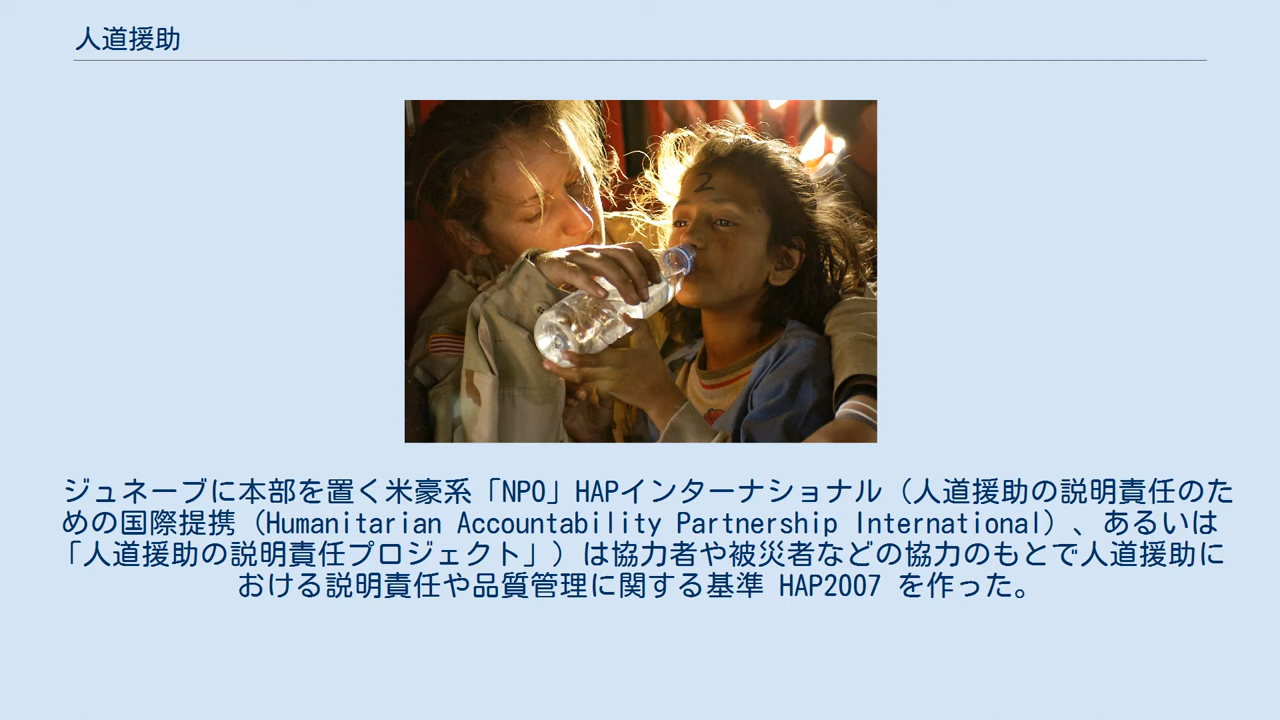 人道援助
2
ジュネーブに本部を置く米豪系「NPO」HAPインターナショナル（人道援助の説明責任のた
めの国際提携（Humanitarian Accountability Partnership International）、あるいは
「人道援助の説明責任プロジェクト」）は協力者や被災者などの協力のもとで人道援助に
おける説明責任や品質管理に関する基準 HAP2007 を作った。